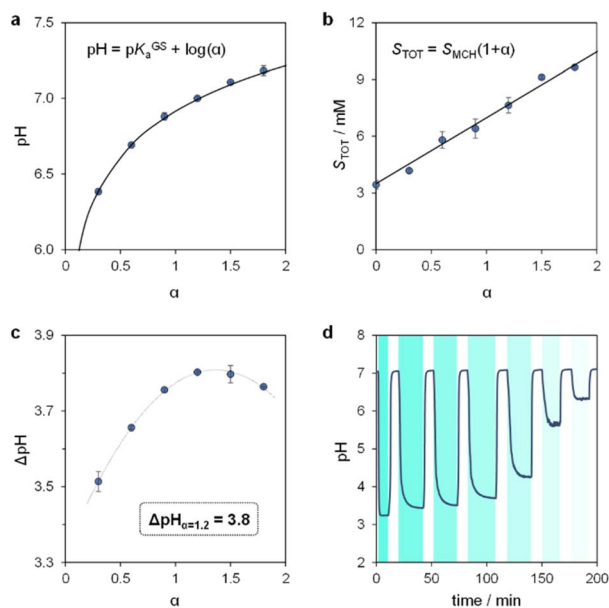 a
pH = pKₐᴳˢ + log(α)
7.5
7.0
6.5
6.0
pH
0
0.5
1
1.5
2
α
b
S_TOT = S_MCH(1+α)
12
9
6
3
0
S_TOT / mM
0
0.5
1
1.5
2
α
c
3.9
3.7
3.5
3.3
ΔpH
ΔpH_α=1.2 = 3.8
0
0.5
1
1.5
2
α
d
8
7
6
5
4
3
2
pH
0
50
100
150
200
time / min